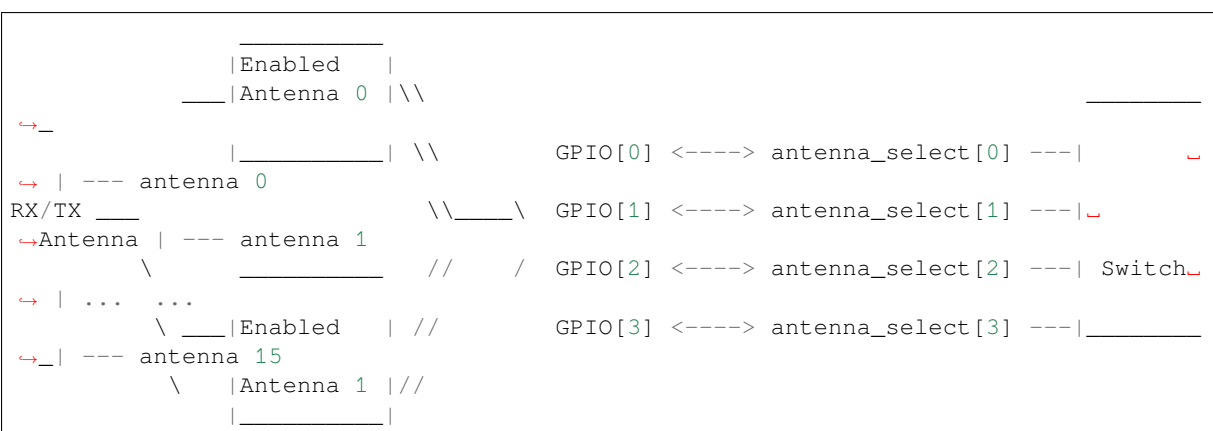 __________
               |Enabled   |
            ___|Antenna 0 |\\                                              ________
↪_
               |__________| \\        GPIO[0] <----> antenna_select[0] ---|       ␣
↪ | --- antenna 0
RX/TX ___                    \\____\  GPIO[1] <----> antenna_select[1] ---|␣
↪Antenna | --- antenna 1
         \      __________   //    /  GPIO[2] <----> antenna_select[2] ---| Switch␣
↪ | ...  ...
          \ ___|Enabled   | //        GPIO[3] <----> antenna_select[3] ---|________
↪_| --- antenna 15
           \   |Antenna 1 |//
               |__________|